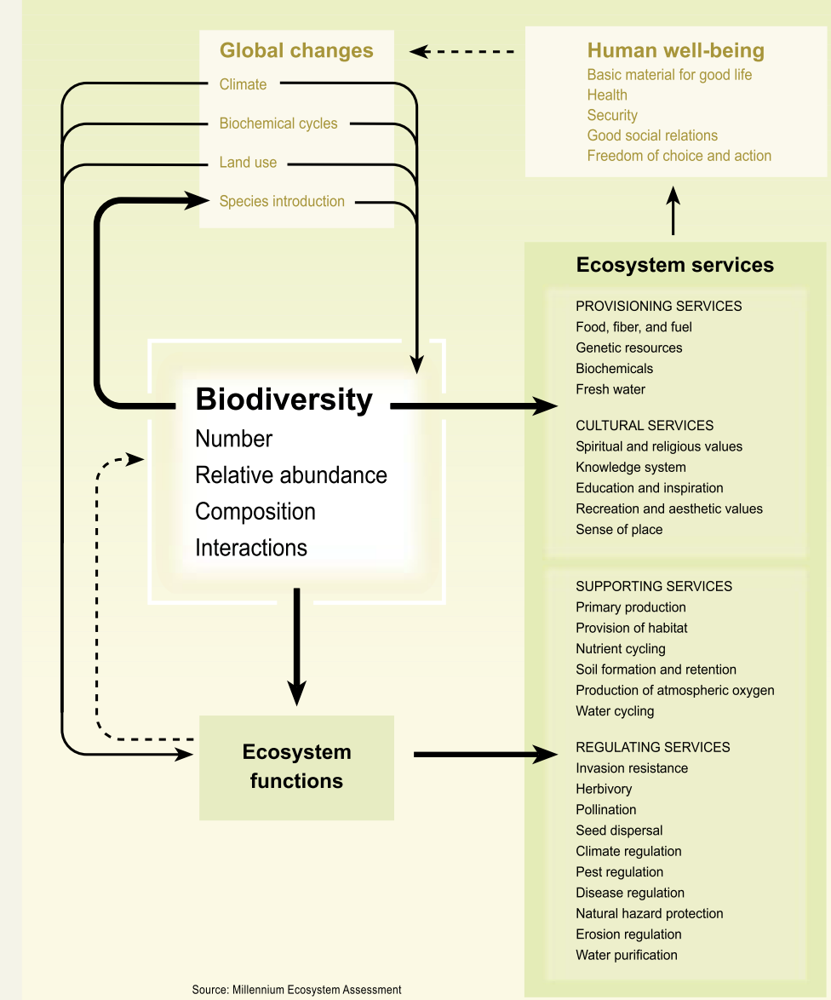 Global changes
Climate
Biochemical cycles
Land use
Species introduction
Human well-being
Basic material for good life
Health
Security
Good social relations
Freedom of choice and action
Biodiversity
Number
Relative abundance
Composition
Interactions
Ecosystem
functions
Ecosystem services
PROVISIONING SERVICES
Food, fiber, and fuel
Genetic resources
Biochemicals
Fresh water
CULTURAL SERVICES
Spiritual and religious values
Knowledge system
Education and inspiration
Recreation and aesthetic values
Sense of place
SUPPORTING SERVICES
Primary production
Provision of habitat
Nutrient cycling
Soil formation and retention
Production of atmospheric oxygen
Water cycling
REGULATING SERVICES
Invasion resistance
Herbivory
Pollination
Seed dispersal
Climate regulation
Pest regulation
Disease regulation
Natural hazard protection
Erosion regulation
Water purification
Source: Millennium Ecosystem Assessment